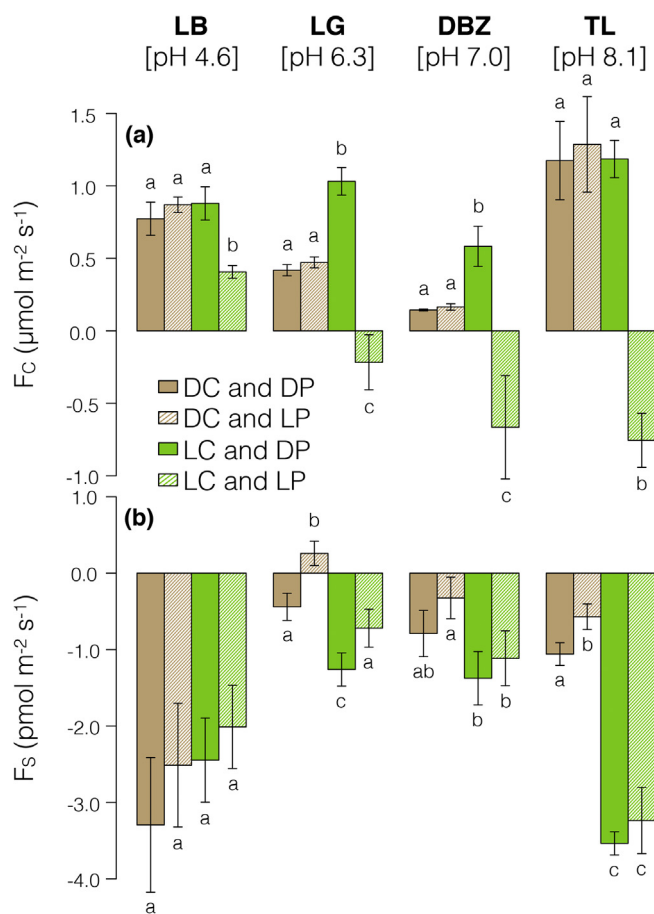 LB LG DBZ TL
[pH 4.6] [pH 6.3] [pH 7.0] [pH 8.1]
(a)
1.5
1.0
0.5
0.0
-0.5
-1.0
F_C (µmol m⁻² s⁻¹)
a a a b
a a b c
a a b c
a a a b
DC and DP
DC and LP
LC and DP
LC and LP
(b)
1.0
0.0
-1.0
-2.0
-3.0
-4.0
F_S (pmol m⁻² s⁻¹)
a a a a
a b c a
ab a b b
a b c c